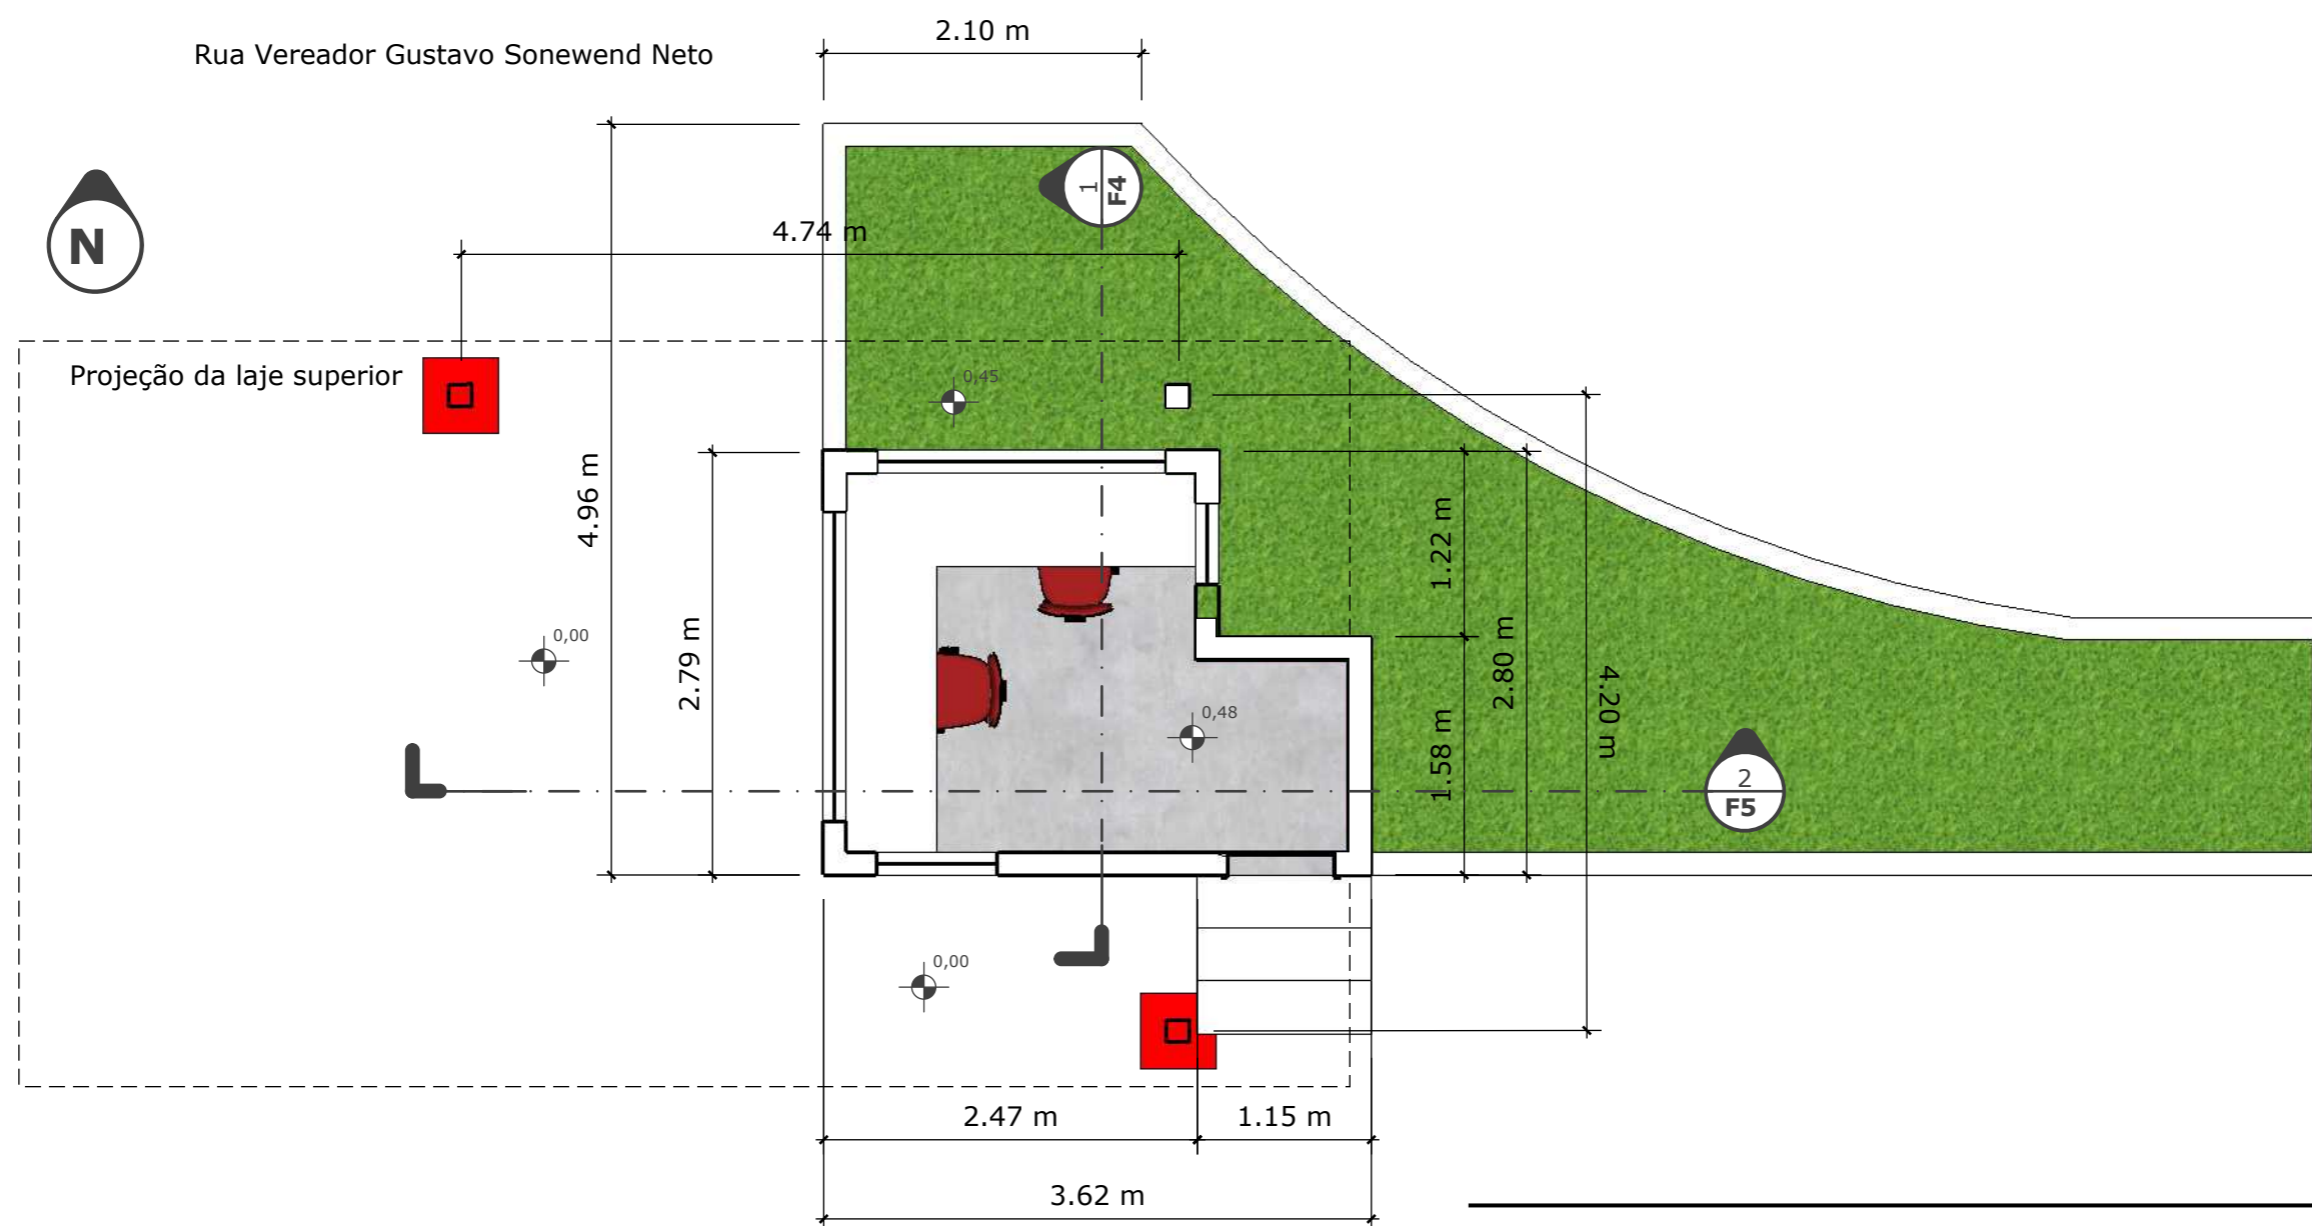 2.10 m
Rua Vereador Gustavo Sonewend Neto
1
F4
N
4.74 m
Projeção da laje superior
0,45
4.96 m
1.22 m
2.79 m
0,00
2.80 m
4.20 m
0,48
1.58 m
2
F5
0,00
2.47 m
1.15 m
3.62 m